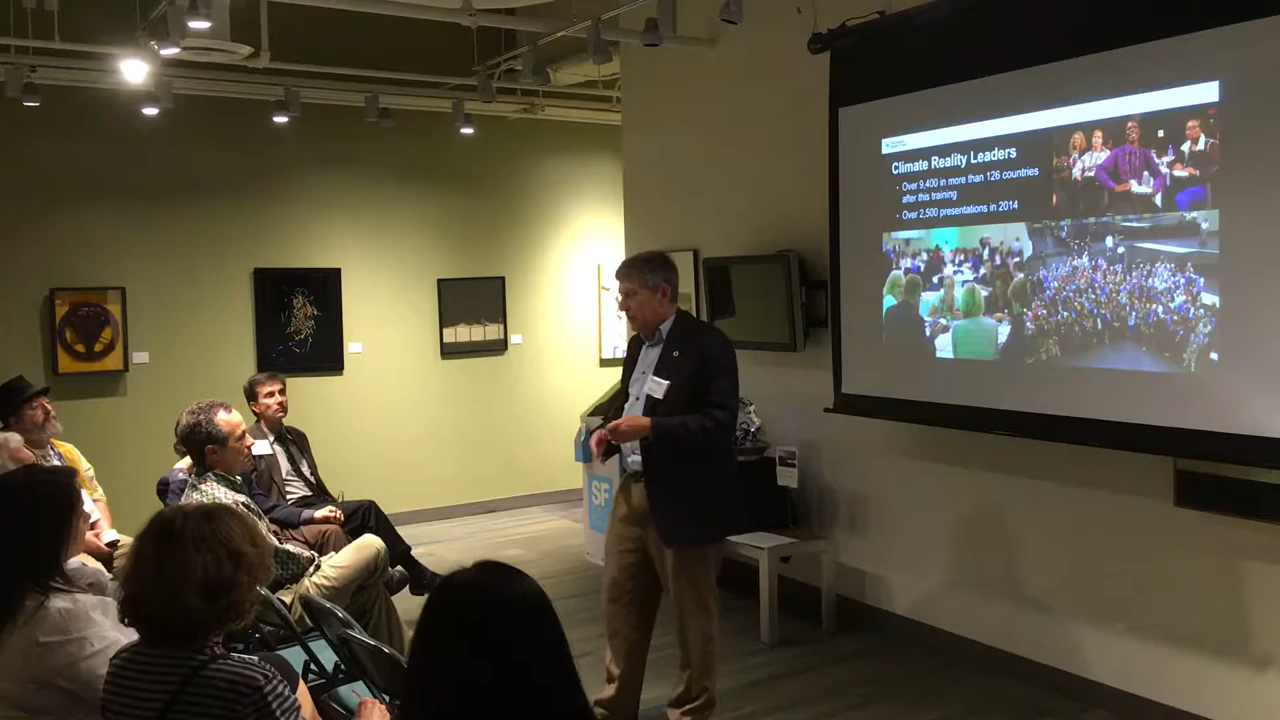 Climate Reality Leaders
• Over 9,400 in more than 126 countries
after this training
• Over 2,500 presentations in 2014
SF